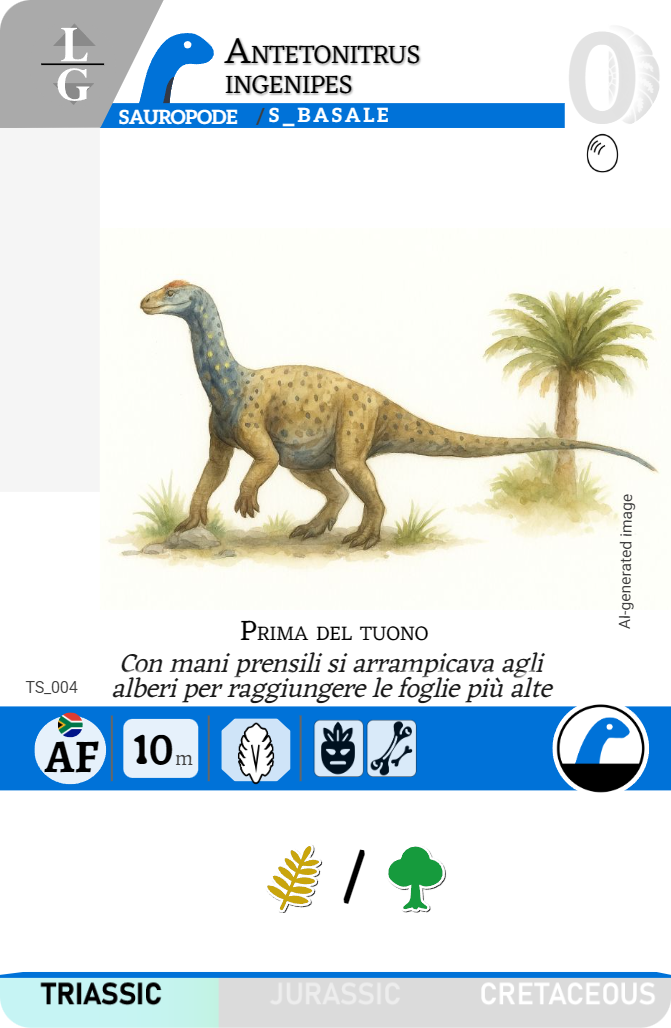 L
G
Antetonitrus
ingenipes
0
SAUROPODE / S_BASALE
AI-generated image
Prima del tuono
Con mani prensili si arrampicava agli
TS_004
alberi per raggiungere le foglie più alte
AF
10 m
/
TRIASSIC JURASSIC CRETACEOUS